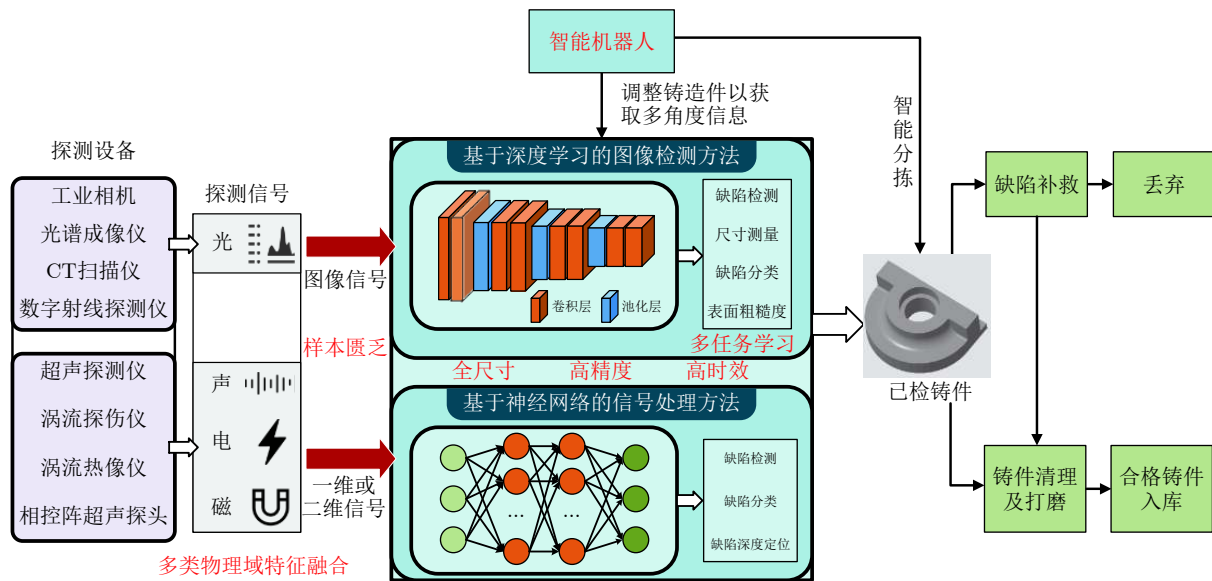 智能机器人
调整铸造件以获
取多角度信息
智能分拣
探测设备
工业相机
光谱成像仪
CT扫描仪
数字射线探测仪
超声探测仪
涡流探伤仪
涡流热像仪
相控阵超声探头
探测信号
光
声
电
磁
多类物理域特征融合
图像信号
样本匮乏
一维或
二维信号
基于深度学习的图像检测方法
卷积层
池化层
缺陷检测
尺寸测量
缺陷分类
表面粗糙度
多任务学习
全尺寸
高精度
高时效
基于神经网络的信号处理方法
...
...
缺陷检测
缺陷分类
缺陷深度定位
已检铸件
缺陷补救
丢弃
铸件清理
及打磨
合格铸件
入库